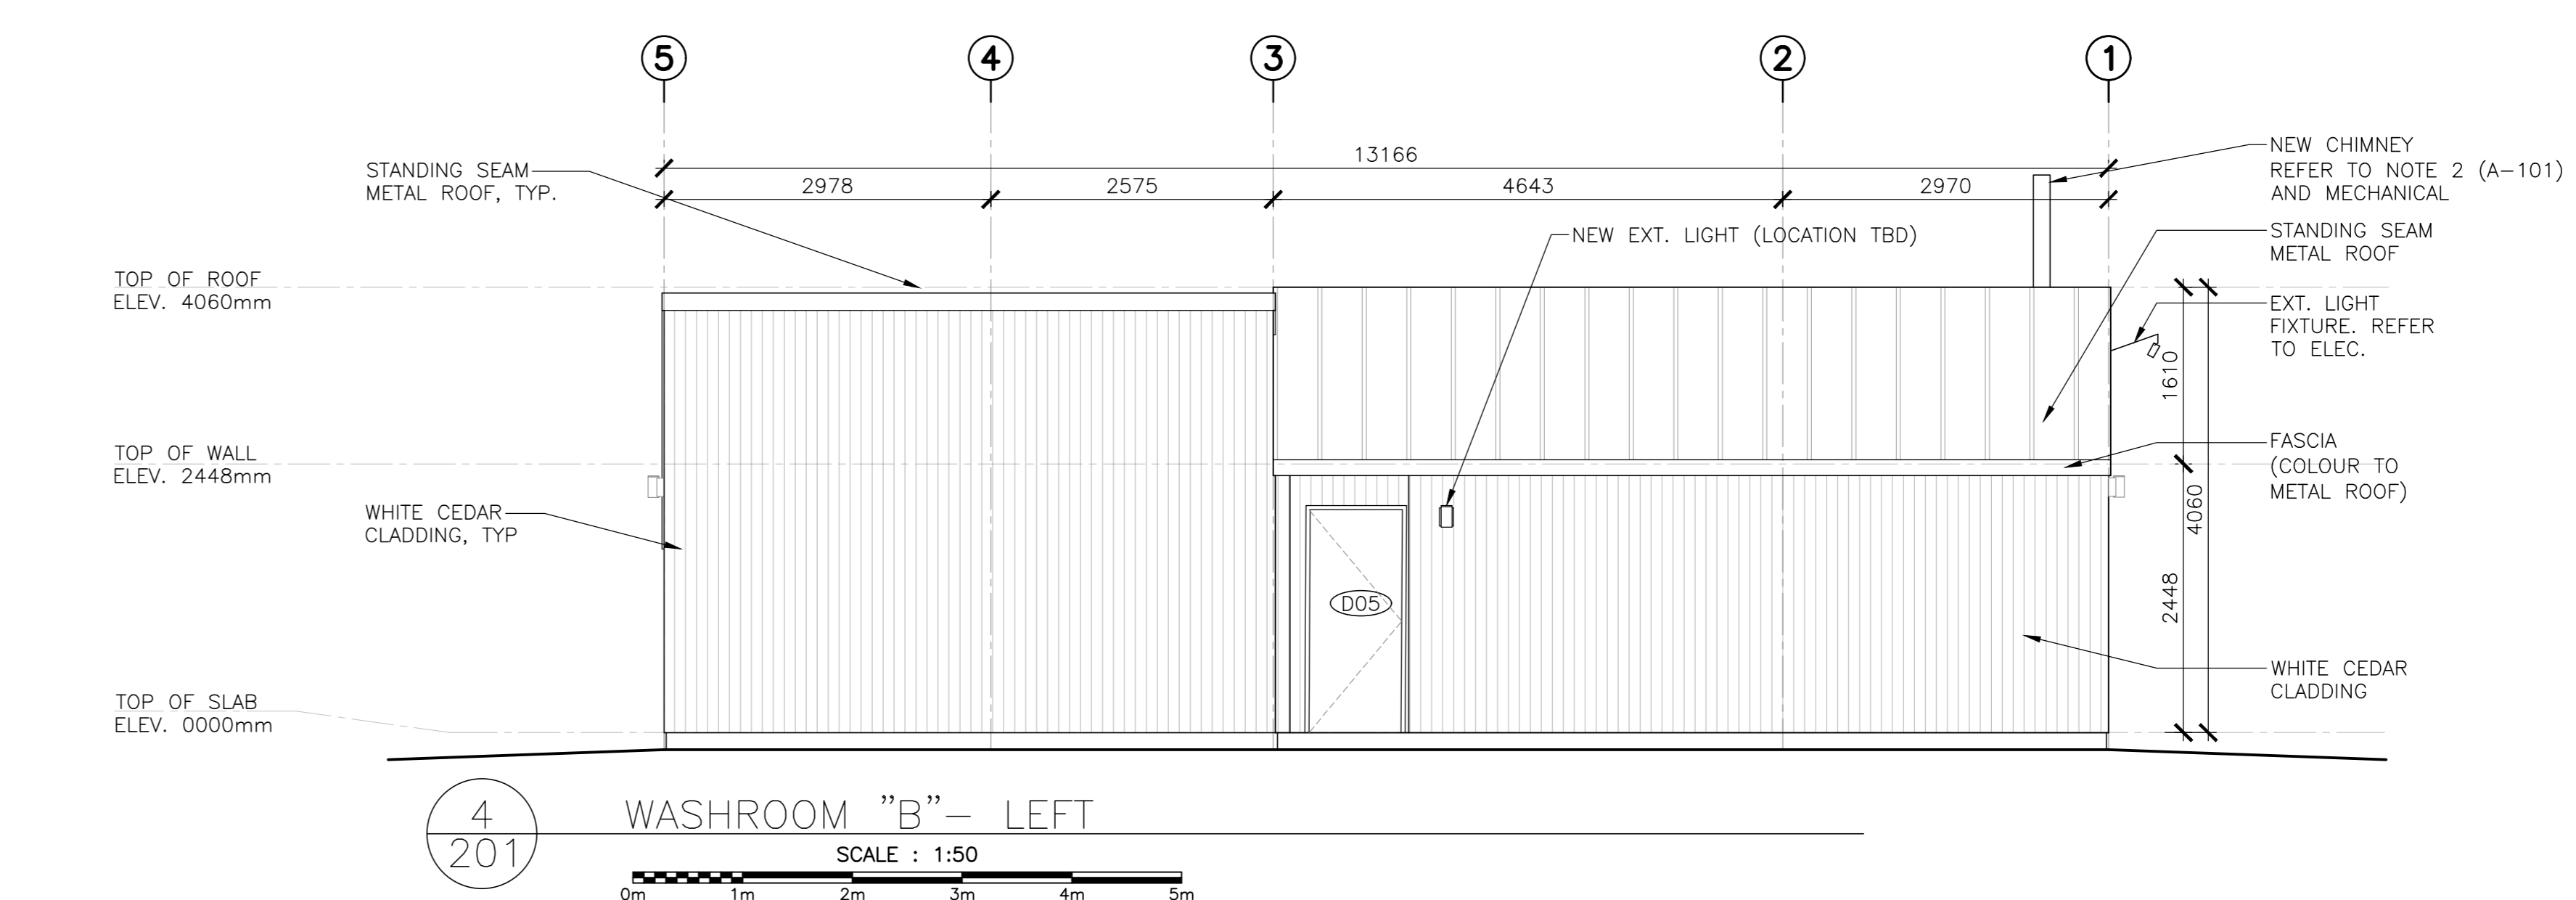 5
4
3
2
1
13166
2978
2575
4643
2970
STANDING SEAM
METAL ROOF, TYP.
NEW CHIMNEY
REFER TO NOTE 2 (A-101)
AND MECHANICAL
NEW EXT. LIGHT (LOCATION TBD)
STANDING SEAM
METAL ROOF
TOP OF ROOF
ELEV. 4060mm
EXT. LIGHT
FIXTURE. REFER
TO ELEC.
1610
TOP OF WALL
ELEV. 2448mm
FASCIA
(COLOUR TO
METAL ROOF)
4060
WHITE CEDAR
CLADDING, TYP
D05
2448
WHITE CEDAR
CLADDING
TOP OF SLAB
ELEV. 0000mm
4
201
WASHROOM "B"- LEFT
SCALE : 1:50
0m 1m 2m 3m 4m 5m